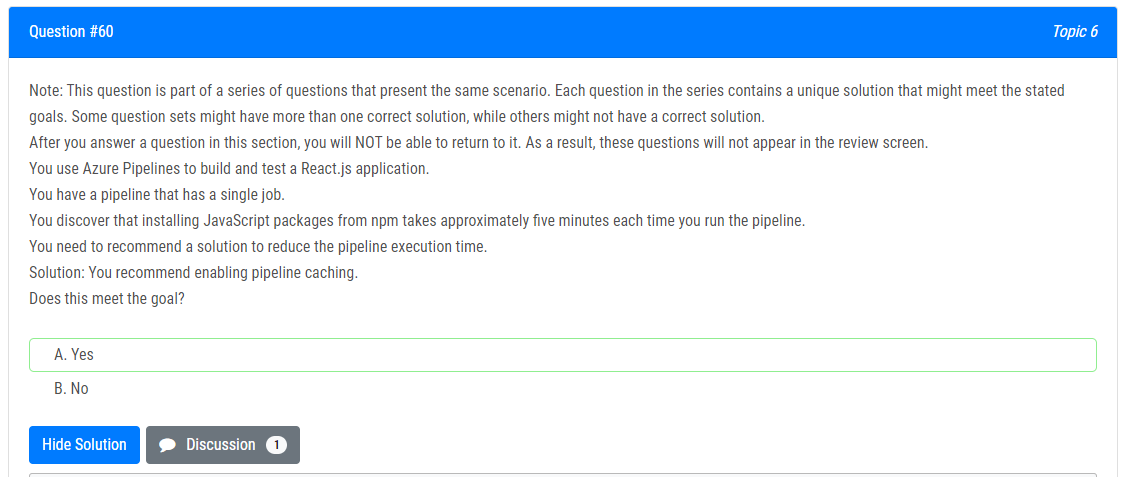 Question #60
Topic 6
Note: This question is part of a series of questions that present the same scenario. Each question in the series contains a unique solution that might meet the stated
goals. Some question sets might have more than one correct solution, while others might not have a correct solution.
After you answer a question in this section, you will NOT be able to return to it. As a result, these questions will not appear in the review screen.
You use Azure Pipelines to build and test a React.js application.
You have a pipeline that has a single job.
You discover that installing JavaScript packages from npm takes approximately five minutes each time you run the pipeline.
You need to recommend a solution to reduce the pipeline execution time.
Solution: You recommend enabling pipeline caching.
Does this meet the goal?
A. Yes
B. No
Hide Solution
Discussion 1